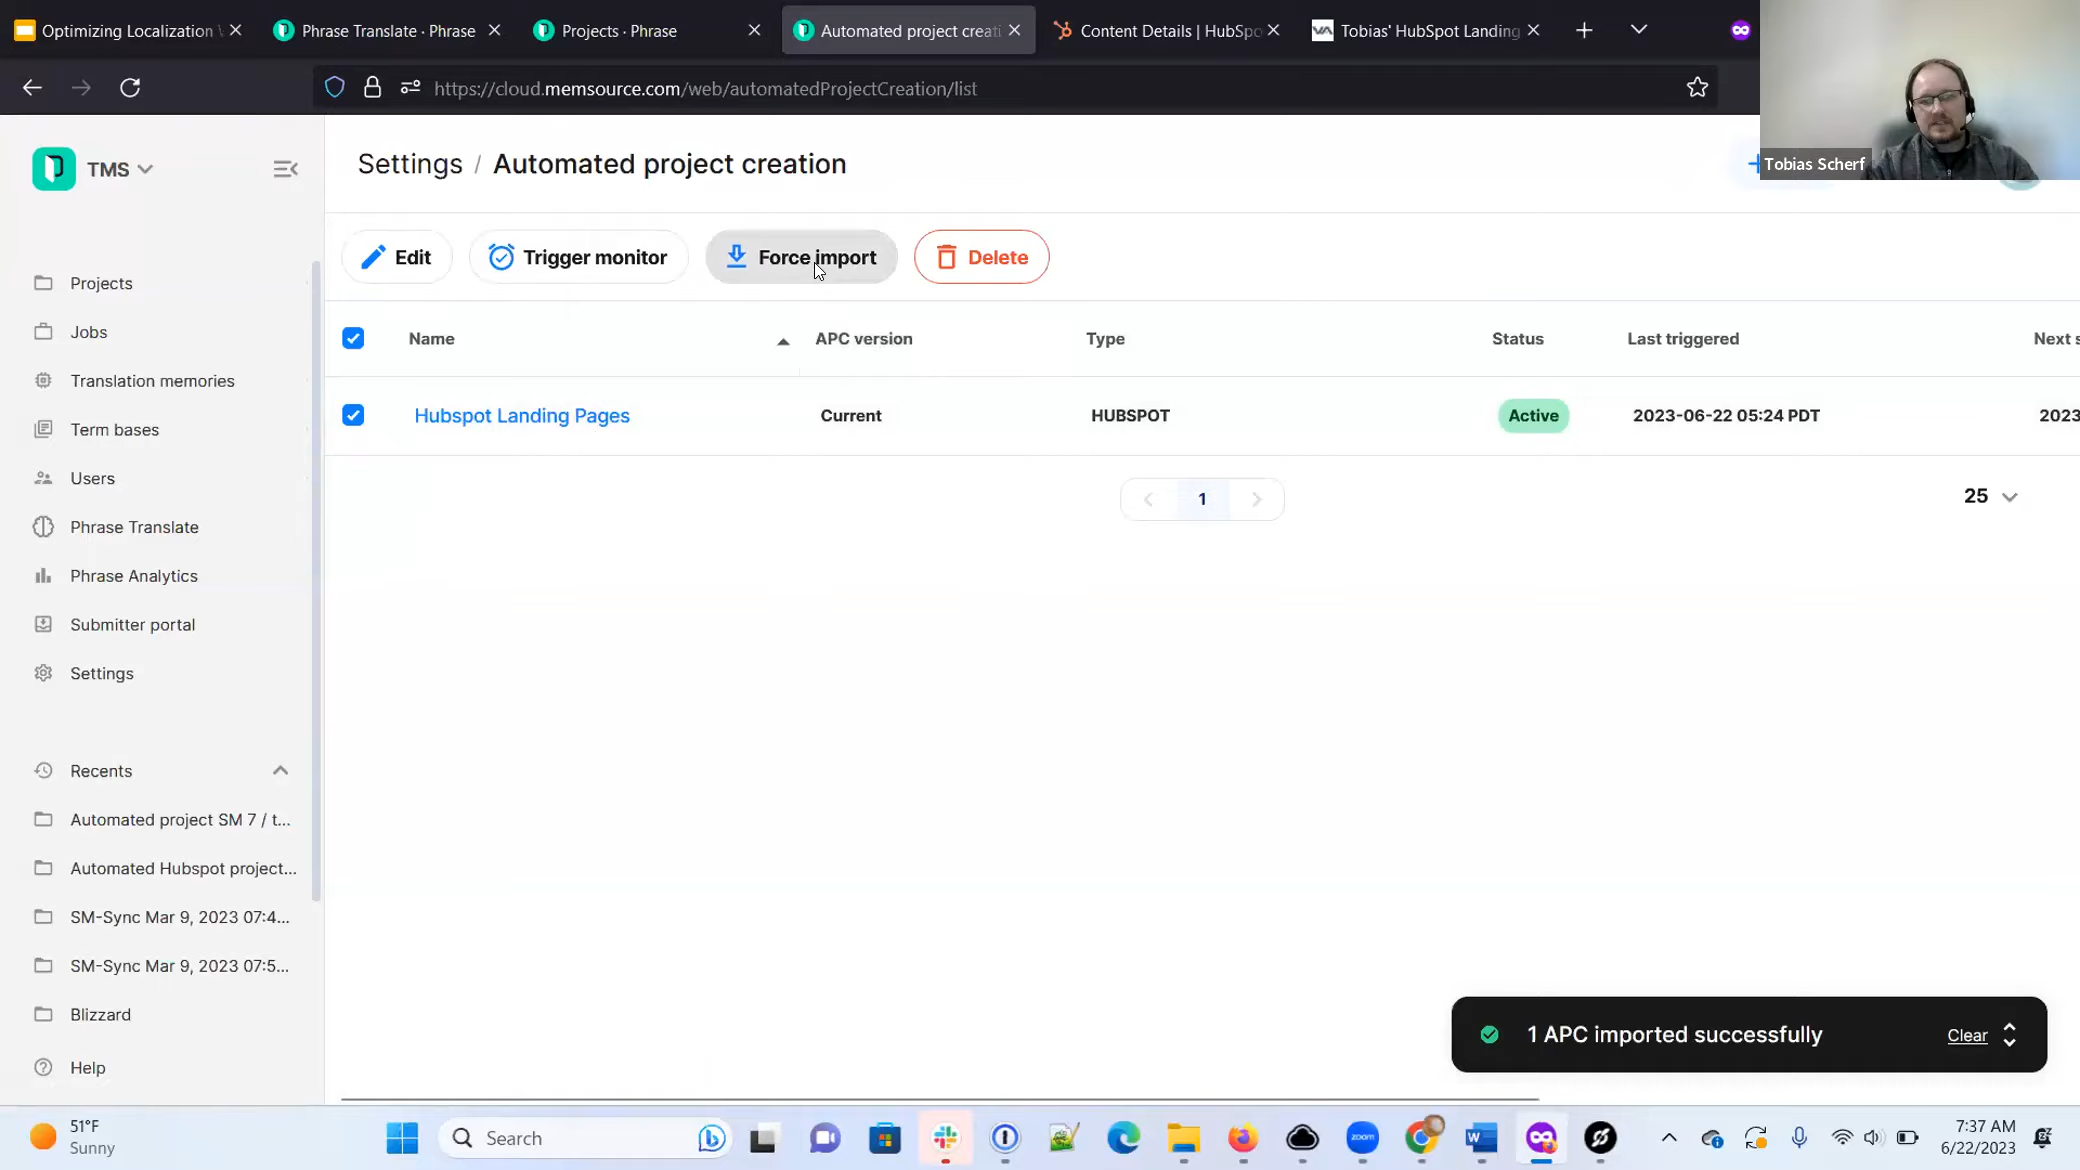 Optimizing Localization
Phrase Translate · Phrase
Projects · Phrase
Automated project creati
Content Details | HubSpo
Tobias' HubSpot Landing
https://cloud.memsource.com/web/automatedProjectCreation/list
Tobias Scherf
TMS
Settings / Automated project creation
Edit
Trigger monitor
Force import
Delete
Name
APC version
Type
Status
Last triggered
Next s
Hubspot Landing Pages
Current
HUBSPOT
Active
2023-06-22 05:24 PDT
2023
1
25
Projects
Jobs
Translation memories
Term bases
Users
Phrase Translate
Phrase Analytics
Submitter portal
Settings
Recents
Automated project SM 7 / t...
Automated Hubspot project...
SM-Sync Mar 9, 2023 07:4...
SM-Sync Mar 9, 2023 07:5...
Blizzard
Help
1 APC imported successfully
Clear
51°F
Sunny
Search
zoom
7:37 AM
6/22/2023